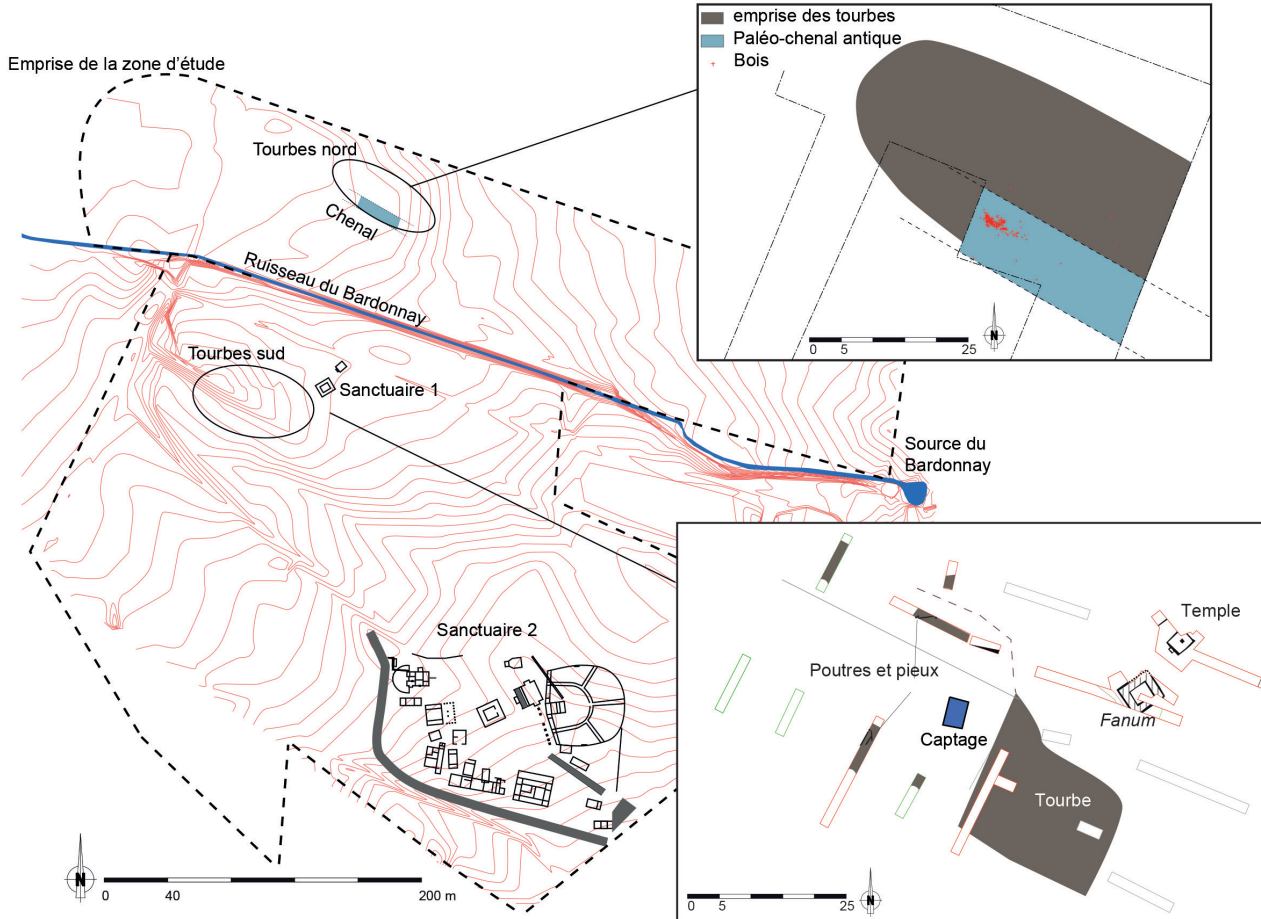 emprise des tourbes
Paléo-chenal antique
Bois
N
0 5 25
Emprise de la zone d'étude
Tourbes nord
Chenal
Ruisseau du Bardonnay
Tourbes sud
Sanctuaire 1
Source du
Bardonnay
Sanctuaire 2
N
0 40 200 m
Temple
Poutres et pieux
Fanum
Captage
Tourbe
0 5 25
N